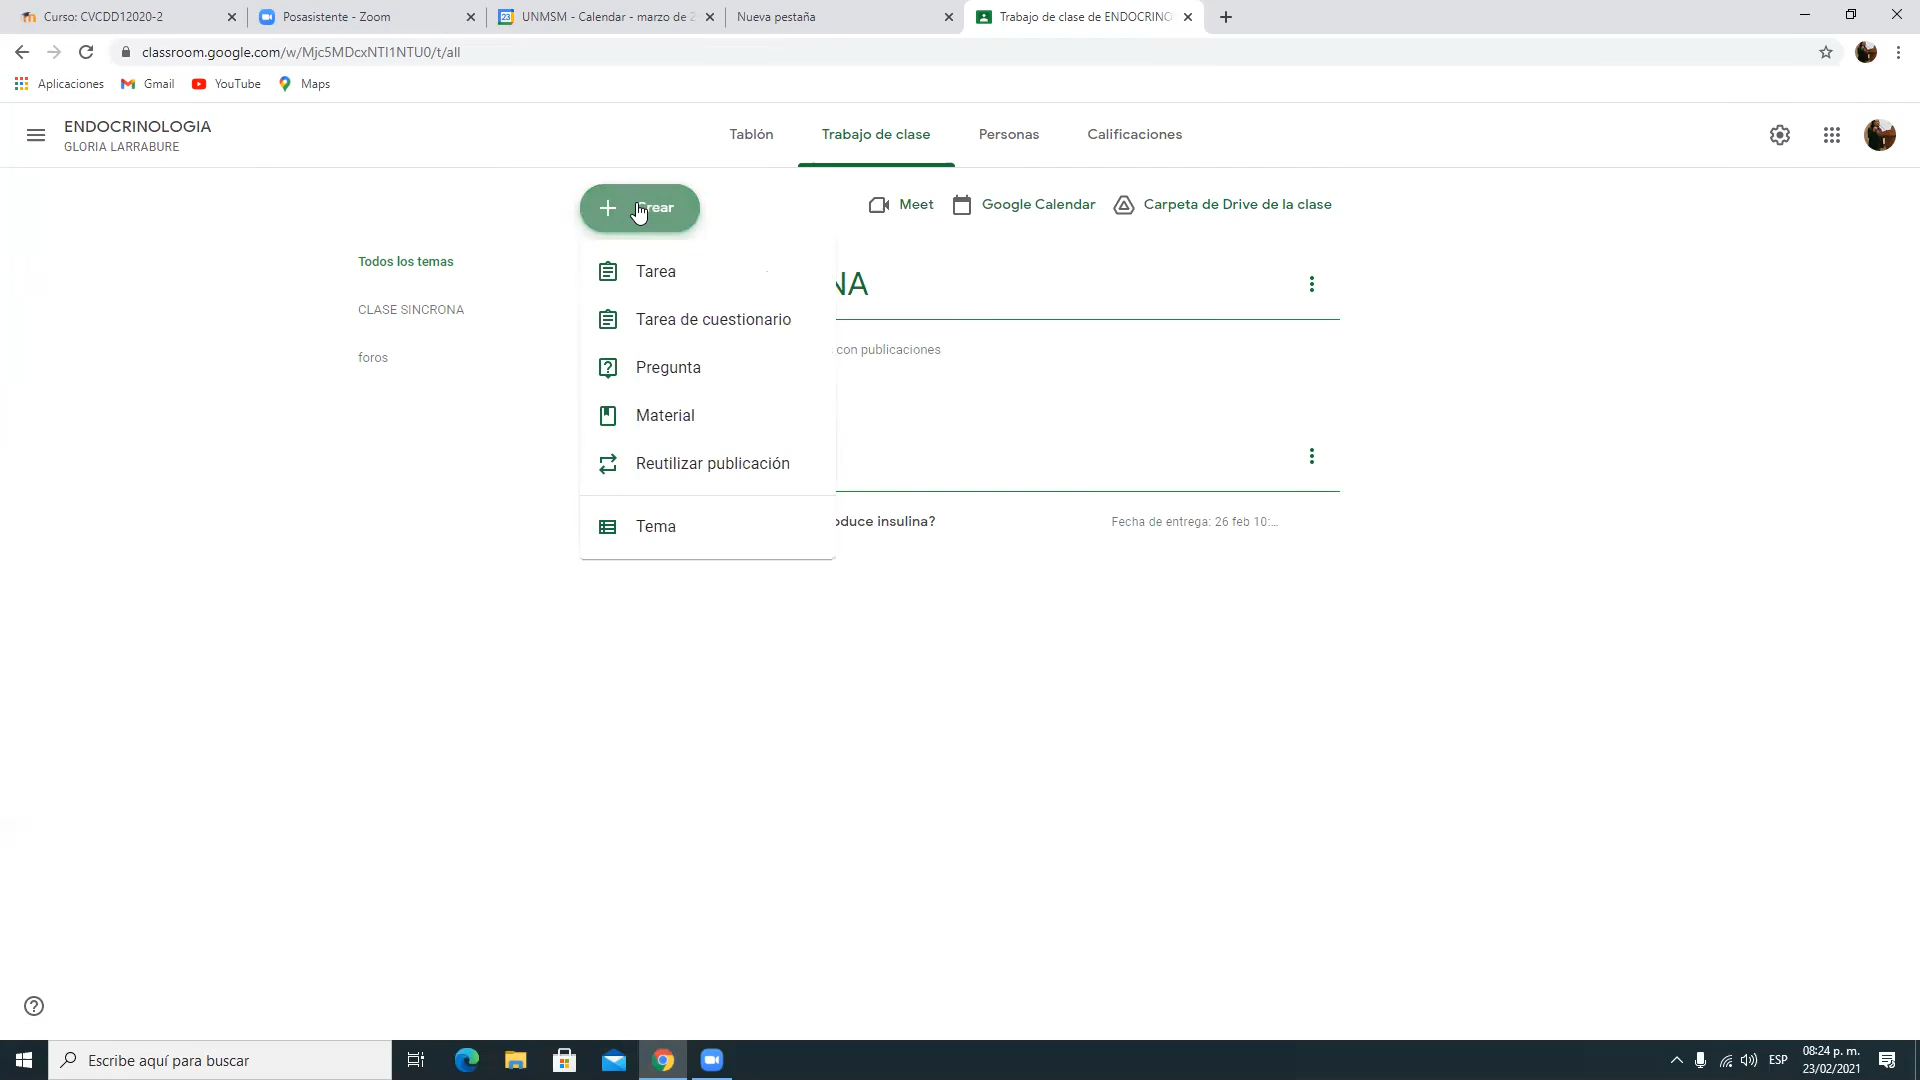 Curso: CVCDD12020-2
Posasistente - Zoom
UNMSM - Calendar - marzo de 2
Nueva pestaña
Trabajo de clase de ENDOCRINO
classroom.google.com/w/Mjc5MDcxNTI1NTU0/t/all
Aplicaciones
Gmail
YouTube
Maps
ENDOCRINOLOGIA
GLORIA LARRABURE
Tablón
Trabajo de clase
Personas
Calificaciones
Crear
Meet
Google Calendar
Carpeta de Drive de la clase
Todos los temas
CLASE SINCRONA
foros
Tarea
Tarea de cuestionario
Pregunta
Material
Reutilizar publicación
Tema
NA
con publicaciones
oduce insulina?
Fecha de entrega: 26 feb 10:...
Escribe aquí para buscar
ESP
08:24 p. m.
23/02/2021